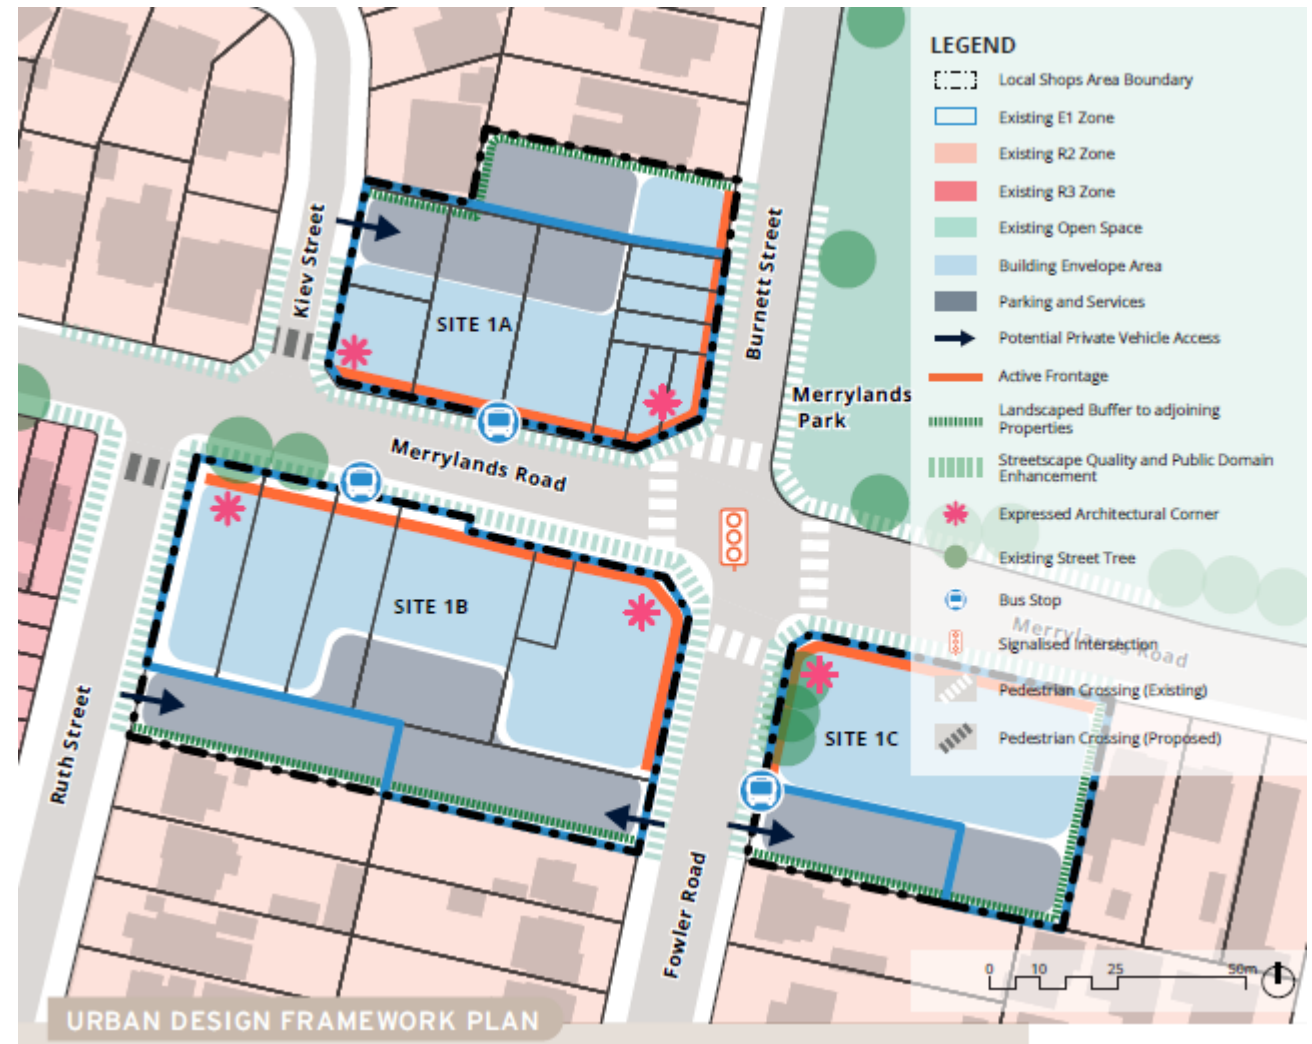 LEGEND
Local Shops Area Boundary
Existing E1 Zone
Existing R2 Zone
Existing R3 Zone
Existing Open Space
Building Envelope Area
Parking and Services
Potential Private Vehicle Access
Active Frontage
Landscaped Buffer to adjoining
Properties
Streetscape Quality and Public Domain
Enhancement
Expressed Architectural Corner
Existing Street Tree
Bus Stop
Signalised Intersection
Pedestrian Crossing (Existing)
Pedestrian Crossing (Proposed)
Kiev Street
SITE 1A
Burnett Street
Merrylands
Park
Merrylands Road
SITE 1B
Merrylands Road
SITE 1C
Ruth Street
Fowler Road
0 10 25 50m
URBAN DESIGN FRAMEWORK PLAN